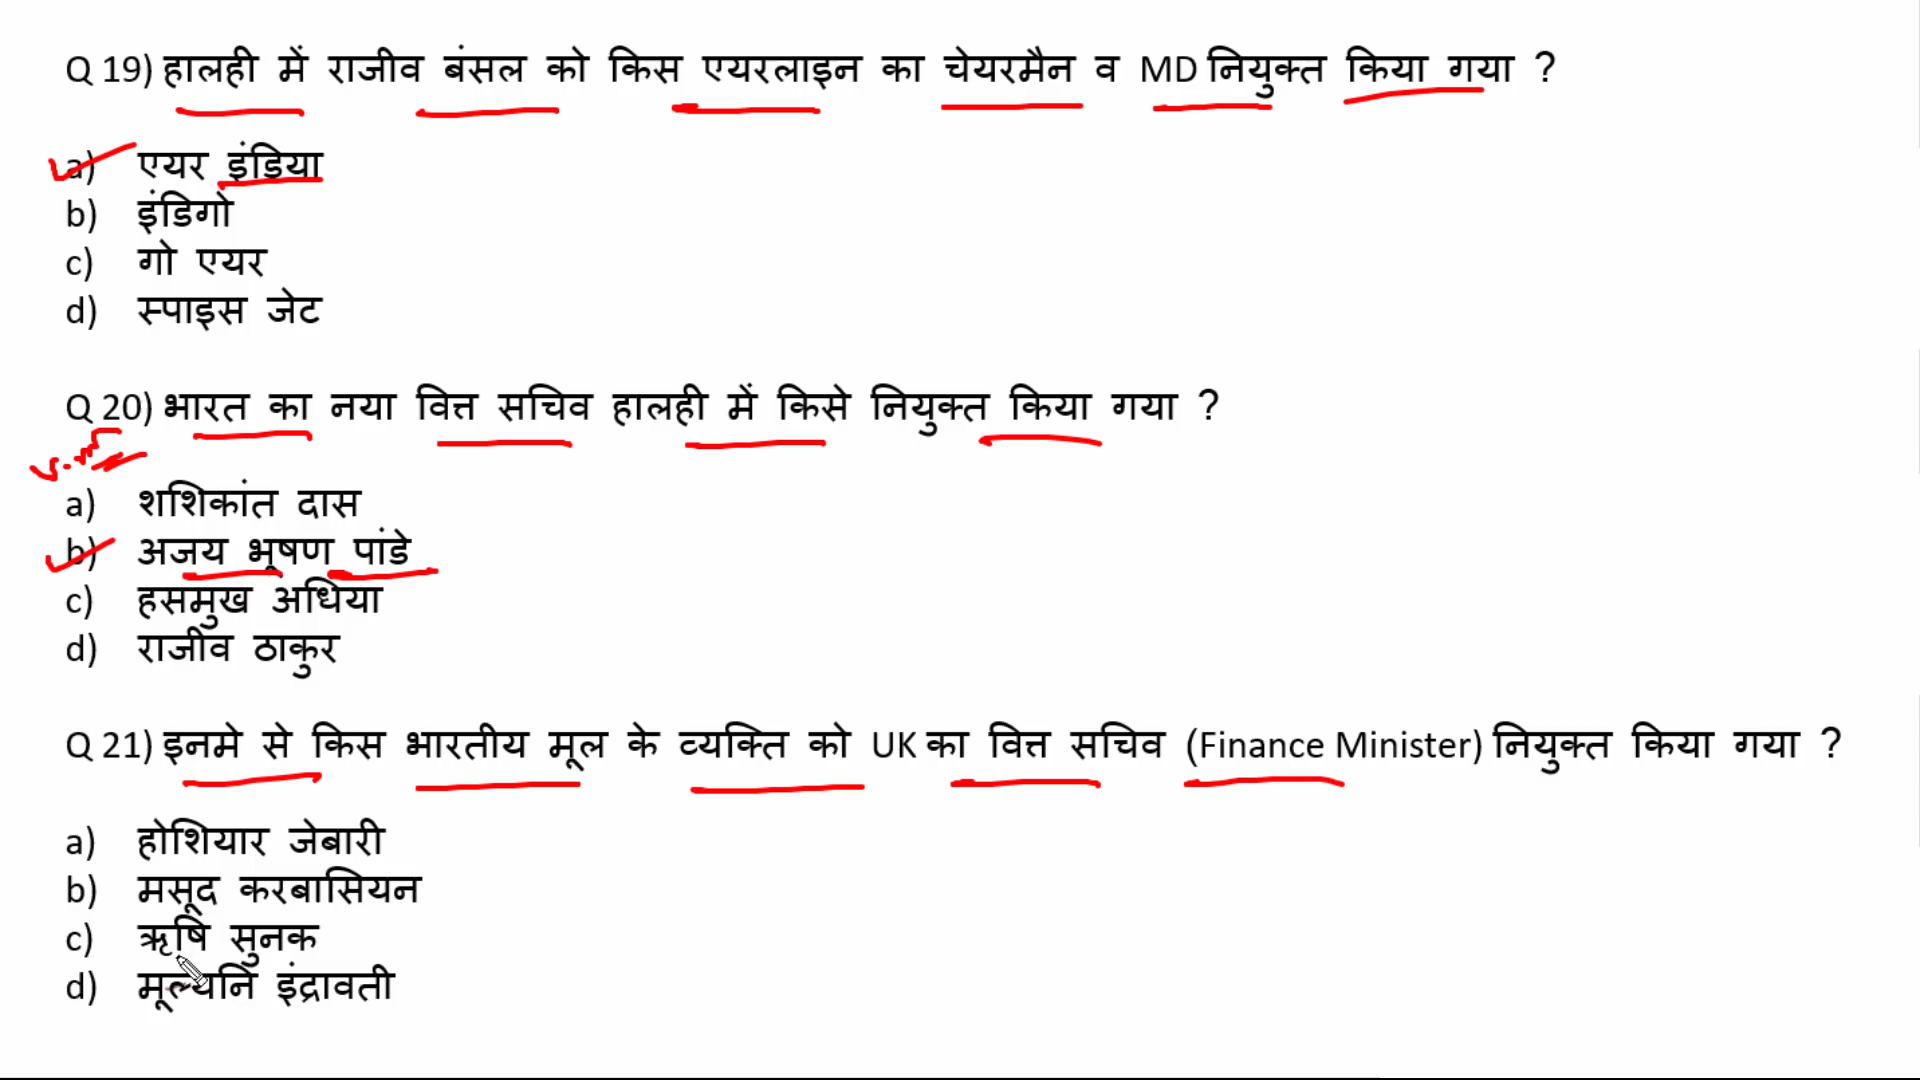 Q 19) हालही में राजीव बंसल को किस एयरलाइन का चेयरमैन व MD नियुक्त किया गया ?
a) एयर इंडिया
b) इंडिगो
c) गो एयर
d) स्पाइस जेट
Q 20) भारत का नया वित्त सचिव हालही में किसे नियुक्त किया गया ?
a) शशिकांत दास
b) अजय भूषण पांडे
c) हसमुख अधिया
d) राजीव ठाकुर
Q 21) इनमे से किस भारतीय मूल के व्यक्ति को UK का वित्त सचिव (Finance Minister) नियुक्त किया गया ?
a) होशियार जेबारी
b) मसूद करबासियन
c) ऋषि सुनक
d) मूल्यनि इंद्रावती